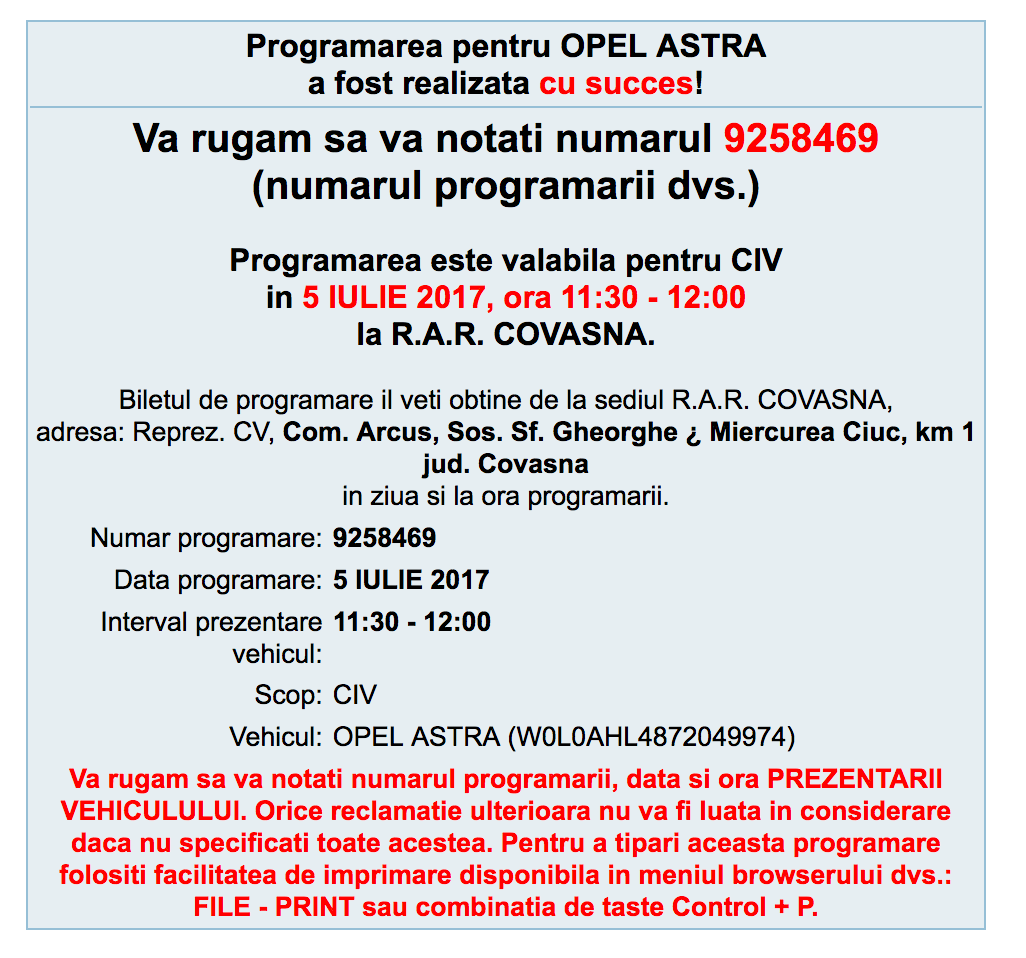 Programarea pentru OPEL ASTRA
a fost realizata cu succes!
Va rugam sa va notati numarul 9258469
(numarul programarii dvs.)
Programarea este valabila pentru CIV
in 5 IULIE 2017, ora 11:30 - 12:00
la R.A.R. COVASNA.
Biletul de programare il veti obtine de la sediul R.A.R. COVASNA,
adresa: Reprez. CV, Com. Arcus, Sos. Sf. Gheorghe ¿ Miercurea Ciuc, km 1
jud. Covasna
in ziua si la ora programarii.
Numar programare: 9258469
Data programare: 5 IULIE 2017
Interval prezentare 11:30 - 12:00
vehicul:
Scop: CIV
Vehicul: OPEL ASTRA (W0L0AHL4872049974)
Va rugam sa va notati numarul programarii, data si ora PREZENTARII
VEHICULULUI. Orice reclamatie ulterioara nu va fi luata in considerare
daca nu specificati toate acestea. Pentru a tipari aceasta programare
folositi facilitatea de imprimare disponibila in meniul browserului dvs.:
FILE - PRINT sau combinatia de taste Control + P.